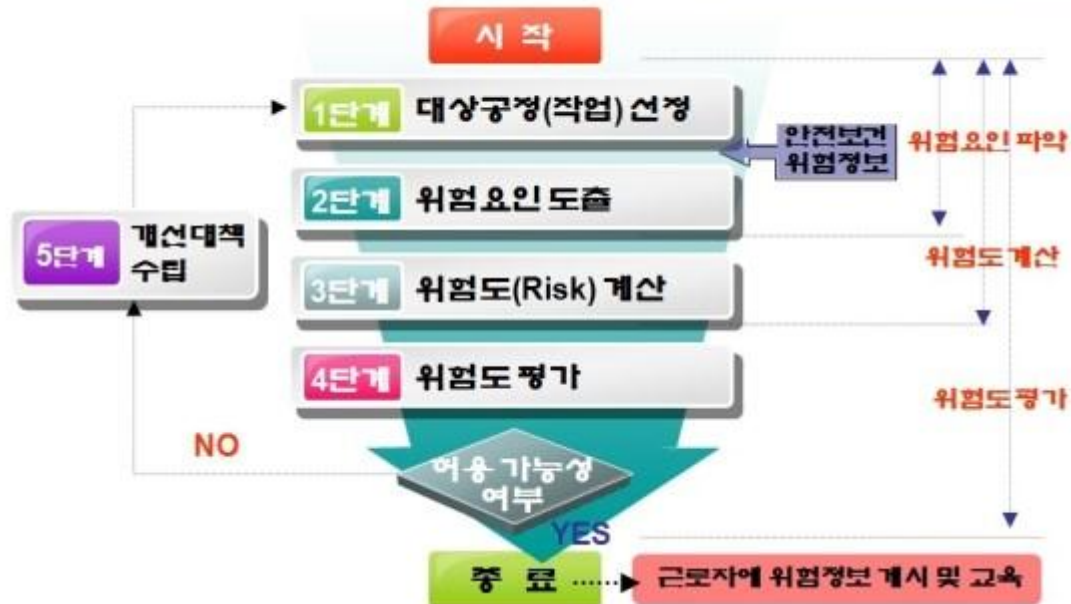 시 작
1단계 대상공정(작업) 선정
안전보건
위험정보
위험요인 파악
2단계 위험요인 도출
5단계 개선대책
수립
위험도 계산
3단계 위험도(Risk) 계산
4단계 위험도 평가
위험도 평가
NO
허용 가능성
여부
YES
종 료
근로자에 위험정보 게시 및 교육